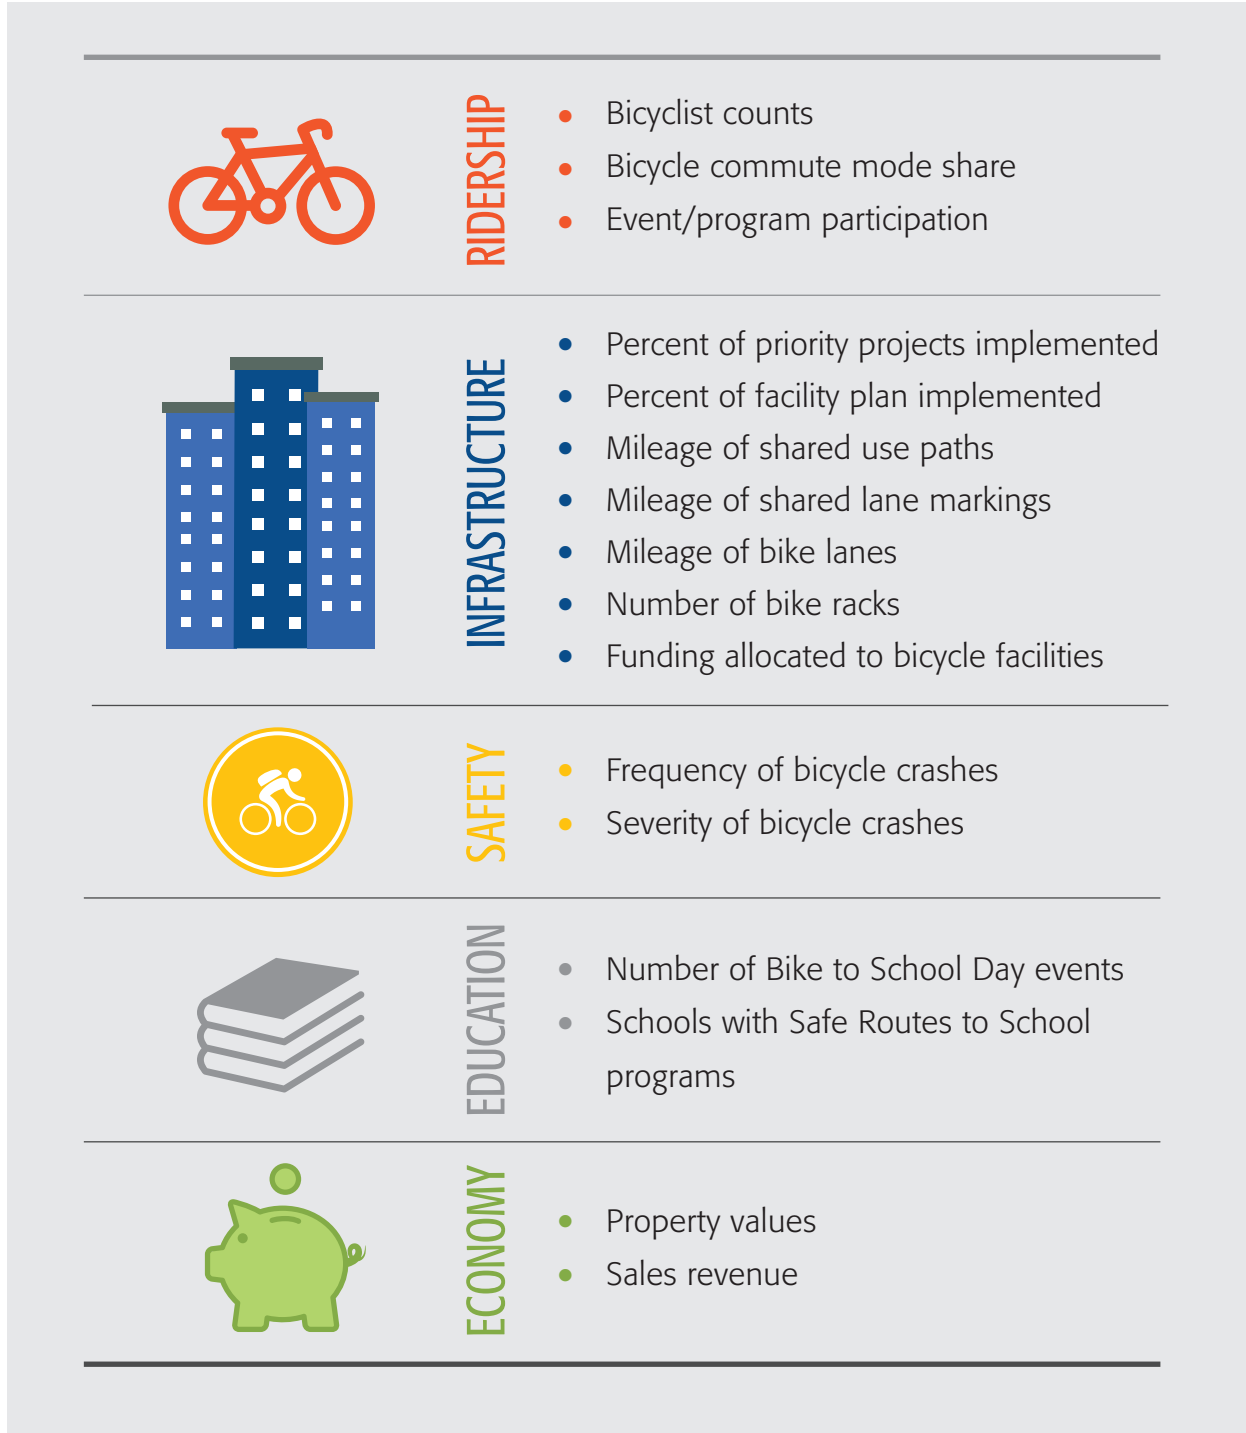 RIDERSHIP
• Bicyclist counts
• Bicycle commute mode share
• Event/program participation
INFRASTRUCTURE
• Percent of priority projects implemented
• Percent of facility plan implemented
• Mileage of shared use paths
• Mileage of shared lane markings
• Mileage of bike lanes
• Number of bike racks
• Funding allocated to bicycle facilities
SAFETY
• Frequency of bicycle crashes
• Severity of bicycle crashes
EDUCATION
• Number of Bike to School Day events
• Schools with Safe Routes to School
programs
ECONOMY
• Property values
• Sales revenue